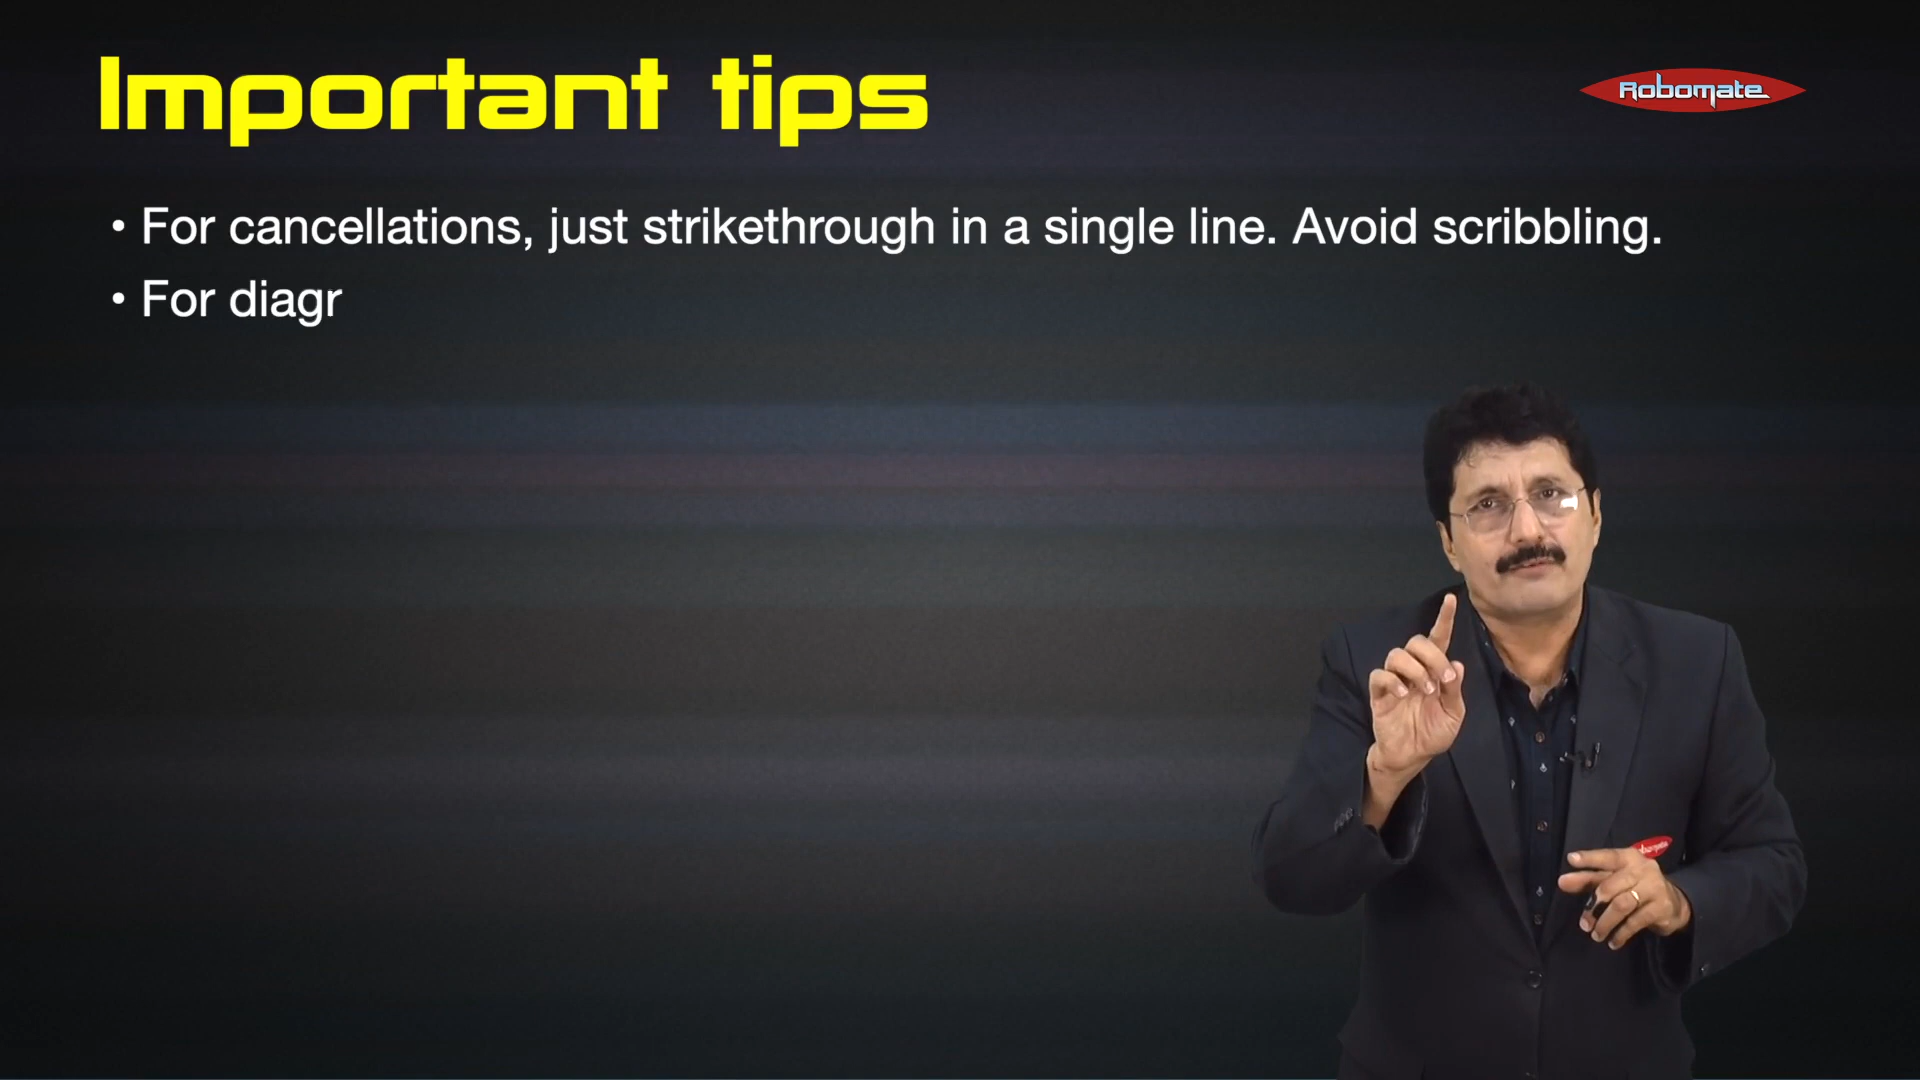 Important tips
Robomate
• For cancellations, just strikethrough in a single line. Avoid scribbling.
• For diagr